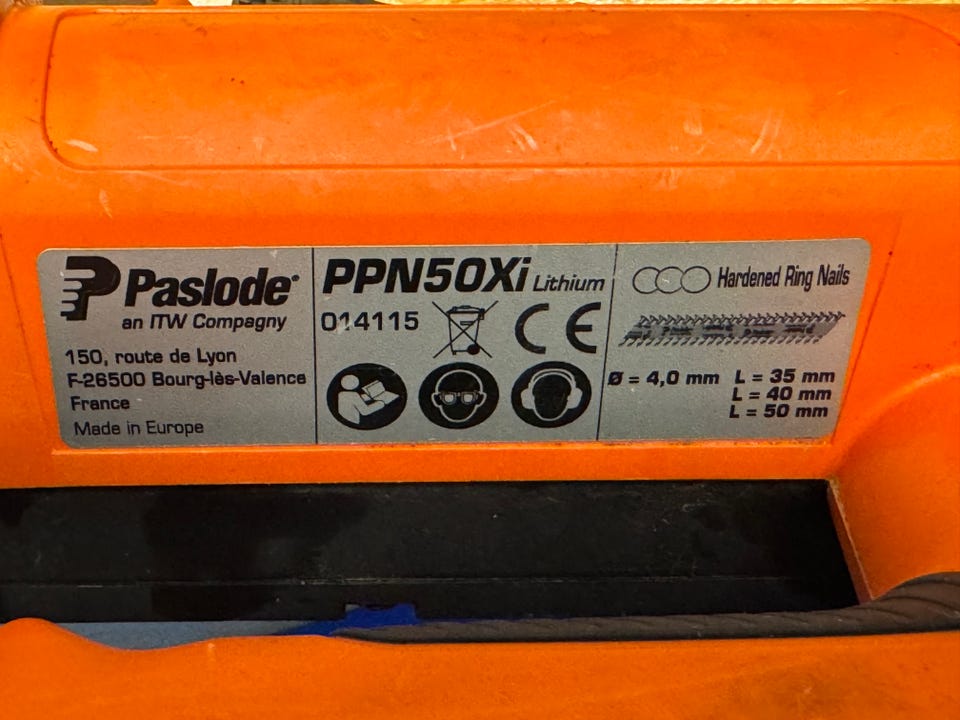 Paslode®
an ITW Compagny
150, route de Lyon
F-26500 Bourg-lès-Valence
France
Made in Europe
PPN50Xi Lithium
014115
CE
Hardened Ring Nails
Ø = 4,0 mm L = 35 mm
L = 40 mm
L = 50 mm